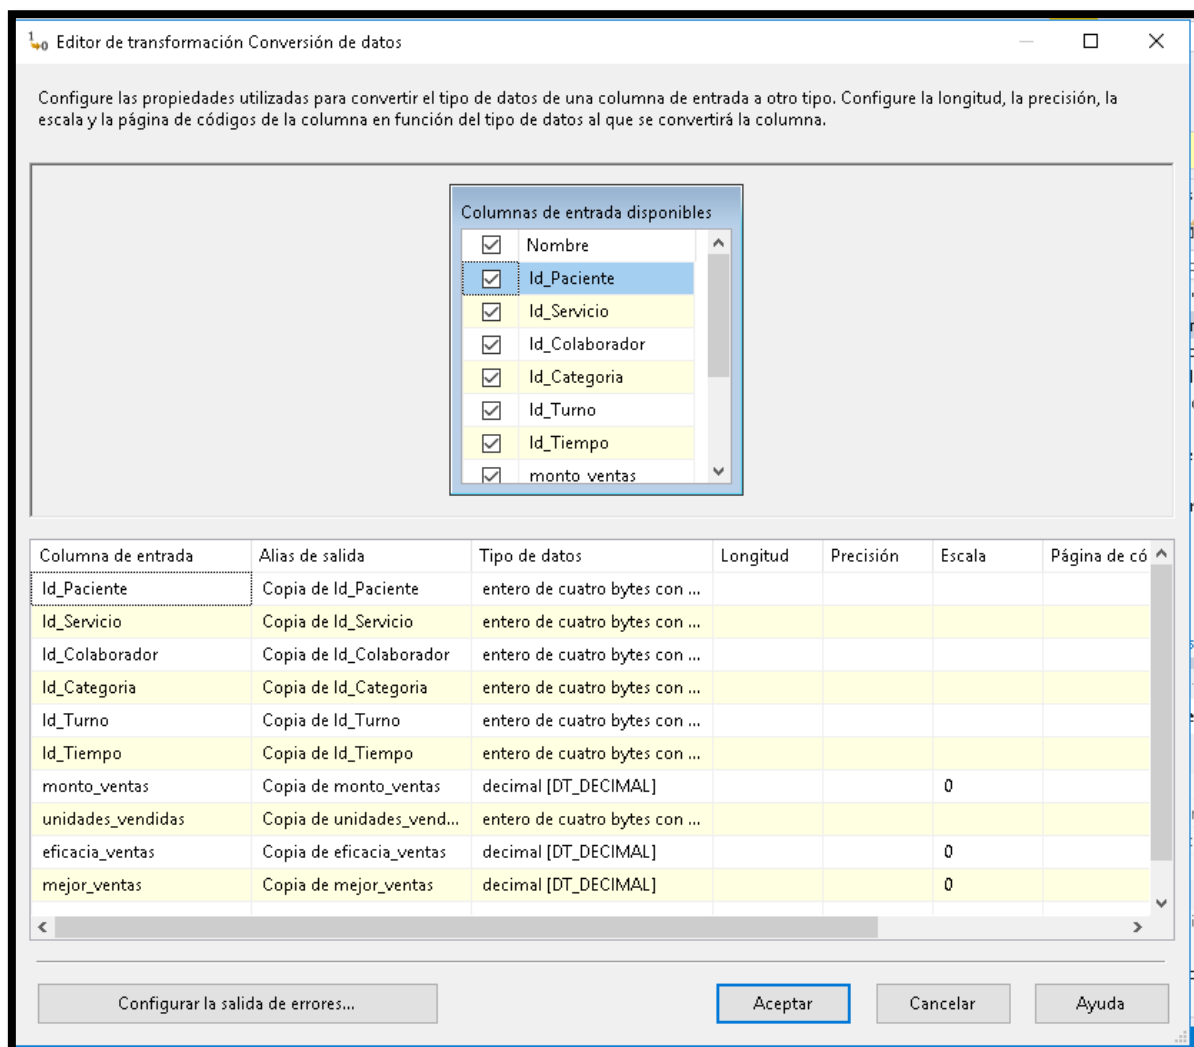 Editor de transformación Conversión de datos
Configure las propiedades utilizadas para convertir el tipo de datos de una columna de entrada a otro tipo. Configure la longitud, la precisión, la
escala y la página de códigos de la columna en función del tipo de datos al que se convertirá la columna.
Columnas de entrada disponibles
Nombre
Id_Paciente
Id_Servicio
Id_Colaborador
Id_Categoria
Id_Turno
Id_Tiempo
monto_ventas
Columna de entrada Alias de salida Tipo de datos Longitud Precisión Escala Página de có
Id_Paciente Copia de Id_Paciente entero de cuatro bytes con ...
Id_Servicio Copia de Id_Servicio entero de cuatro bytes con ...
Id_Colaborador Copia de Id_Colaborador entero de cuatro bytes con ...
Id_Categoria Copia de Id_Categoria entero de cuatro bytes con ...
Id_Turno Copia de Id_Turno entero de cuatro bytes con ...
Id_Tiempo Copia de Id_Tiempo entero de cuatro bytes con ...
monto_ventas Copia de monto_ventas decimal [DT_DECIMAL] 0
unidades_vendidas Copia de unidades_vend... entero de cuatro bytes con ...
eficacia_ventas Copia de eficacia_ventas decimal [DT_DECIMAL] 0
mejor_ventas Copia de mejor_ventas decimal [DT_DECIMAL] 0
Configurar la salida de errores... Aceptar Cancelar Ayuda